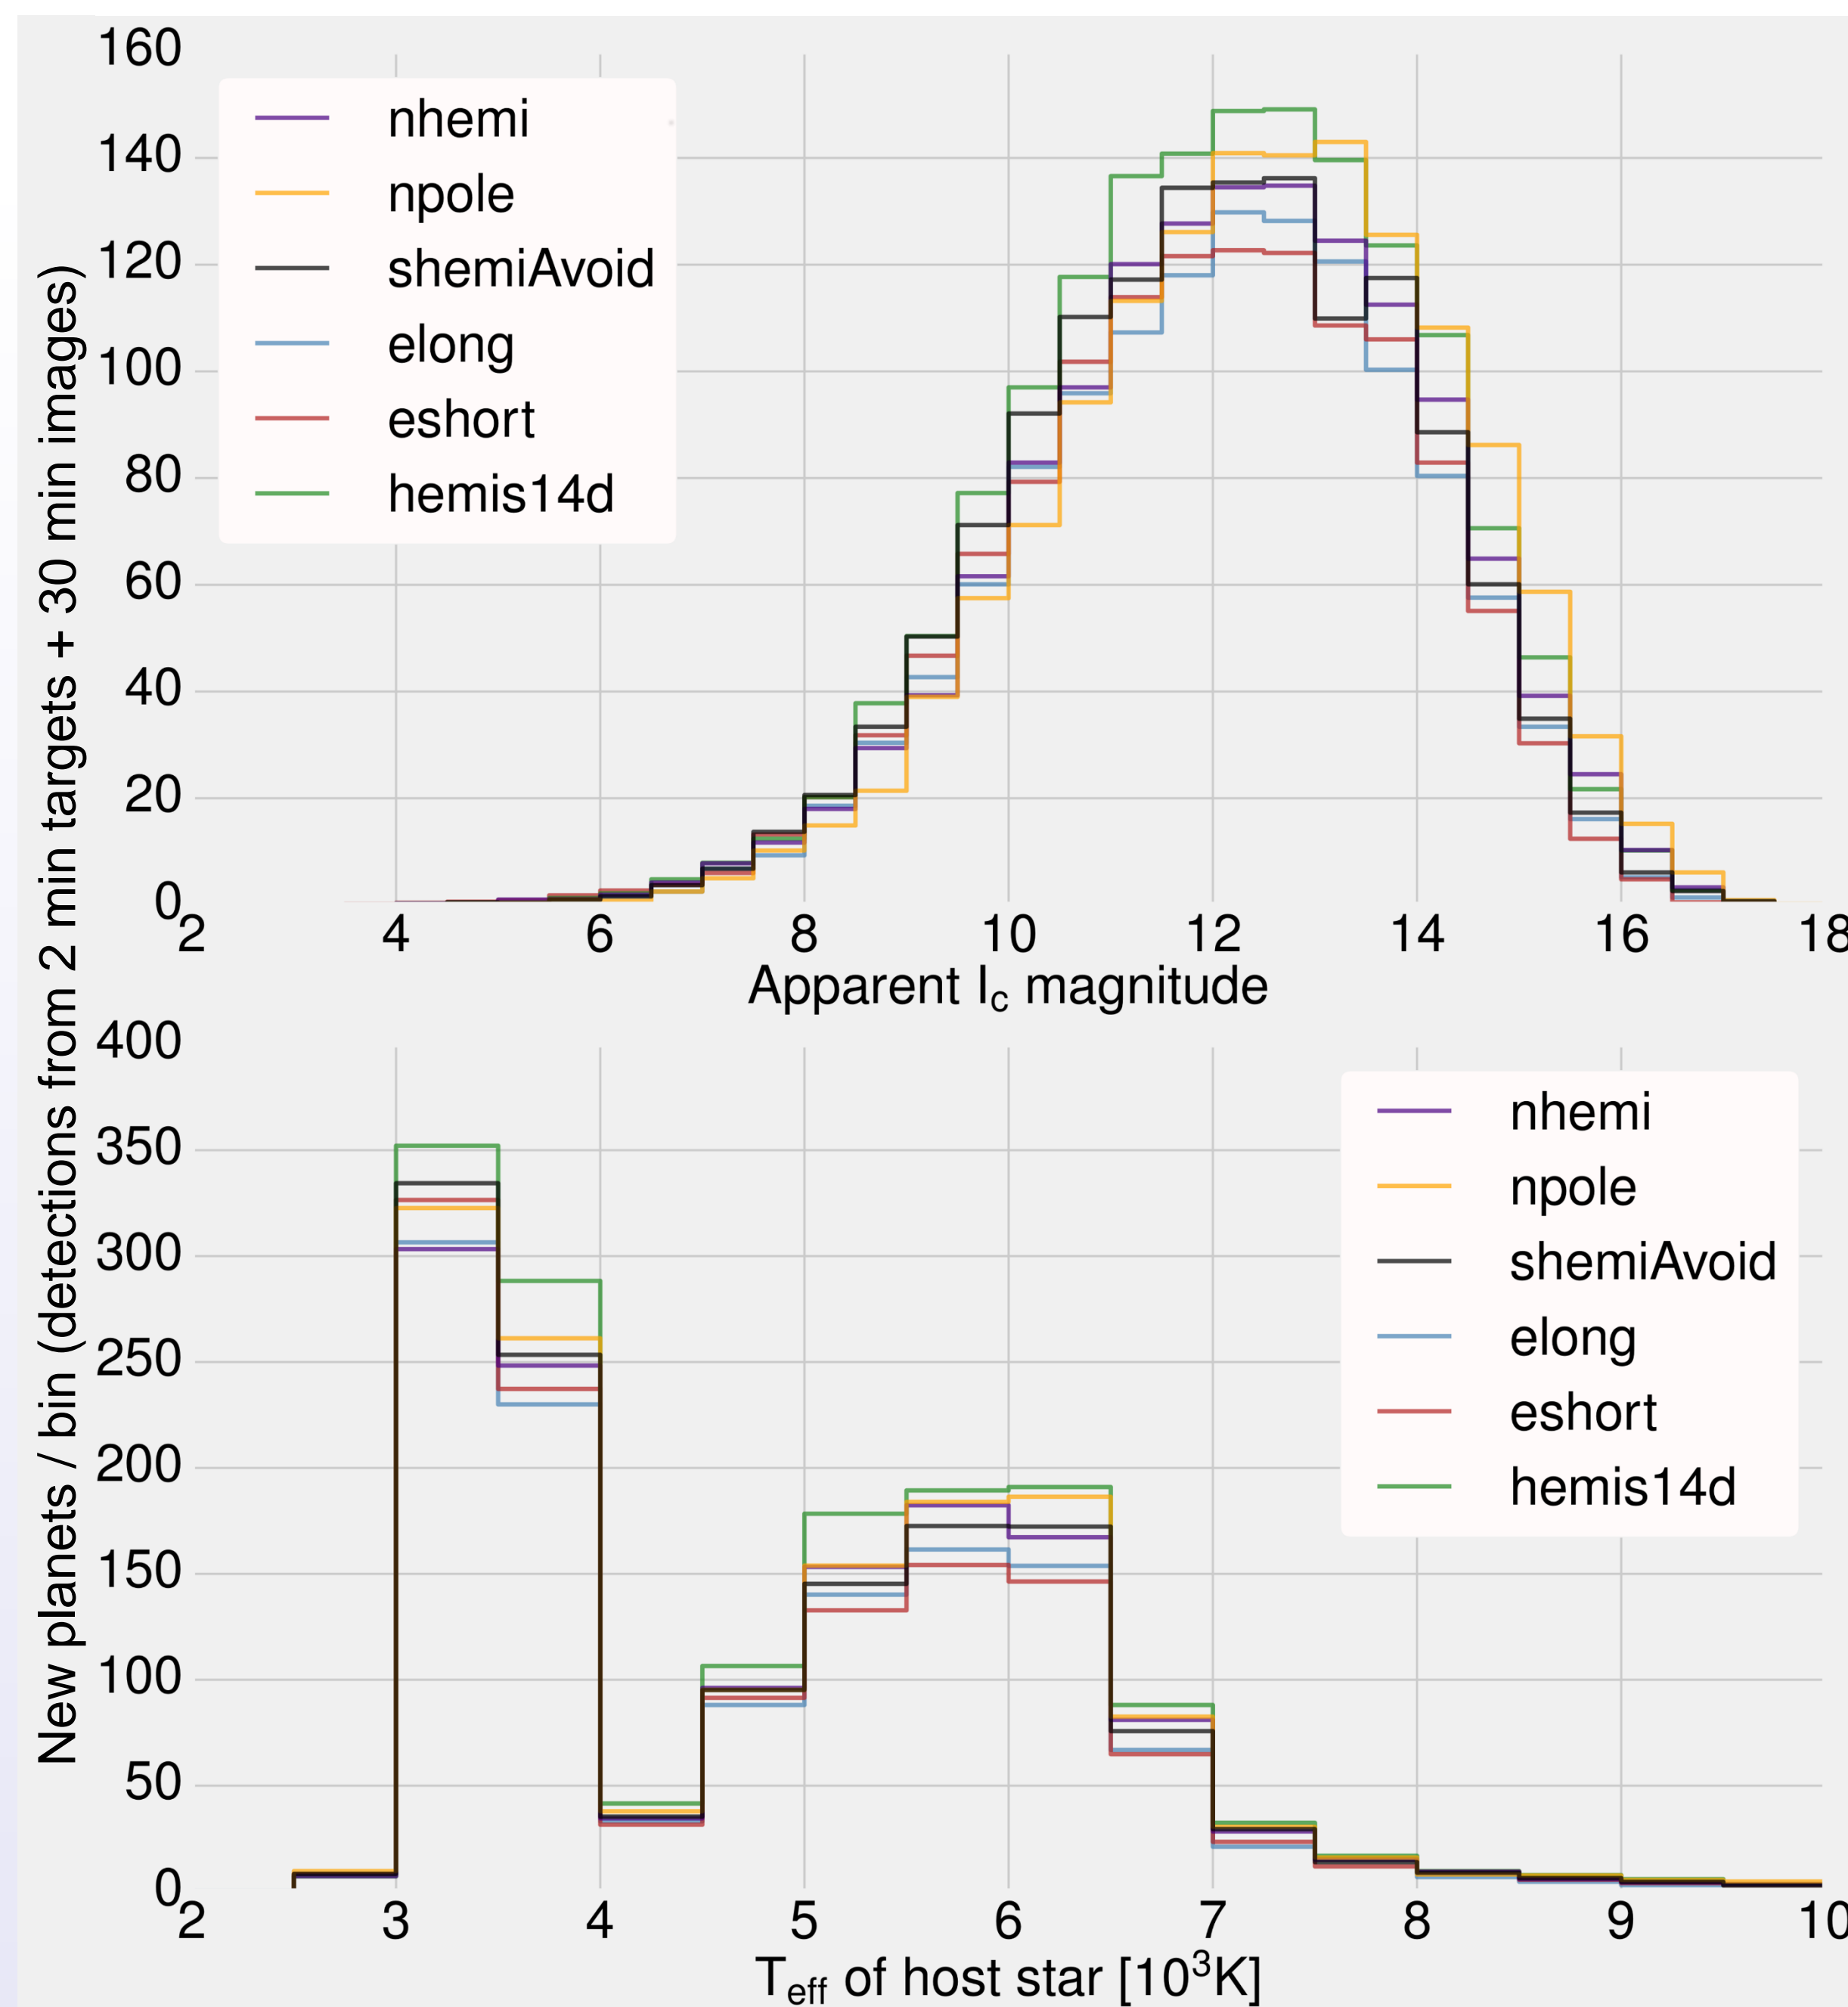 New planets / bin (detections from 2 min targets + 30 min images)
160
140
120
100
80
60
40
20
0
nhemi
npole
shemiAvoid
elong
eshort
hemis14d
2 4 6 8 10 12 14 16 18
Apparent I_c magnitude
400
350
300
250
200
150
100
50
0
nhemi
npole
shemiAvoid
elong
eshort
hemis14d
2 3 4 5 6 7 8 9 10
T_eff of host star [10³K]